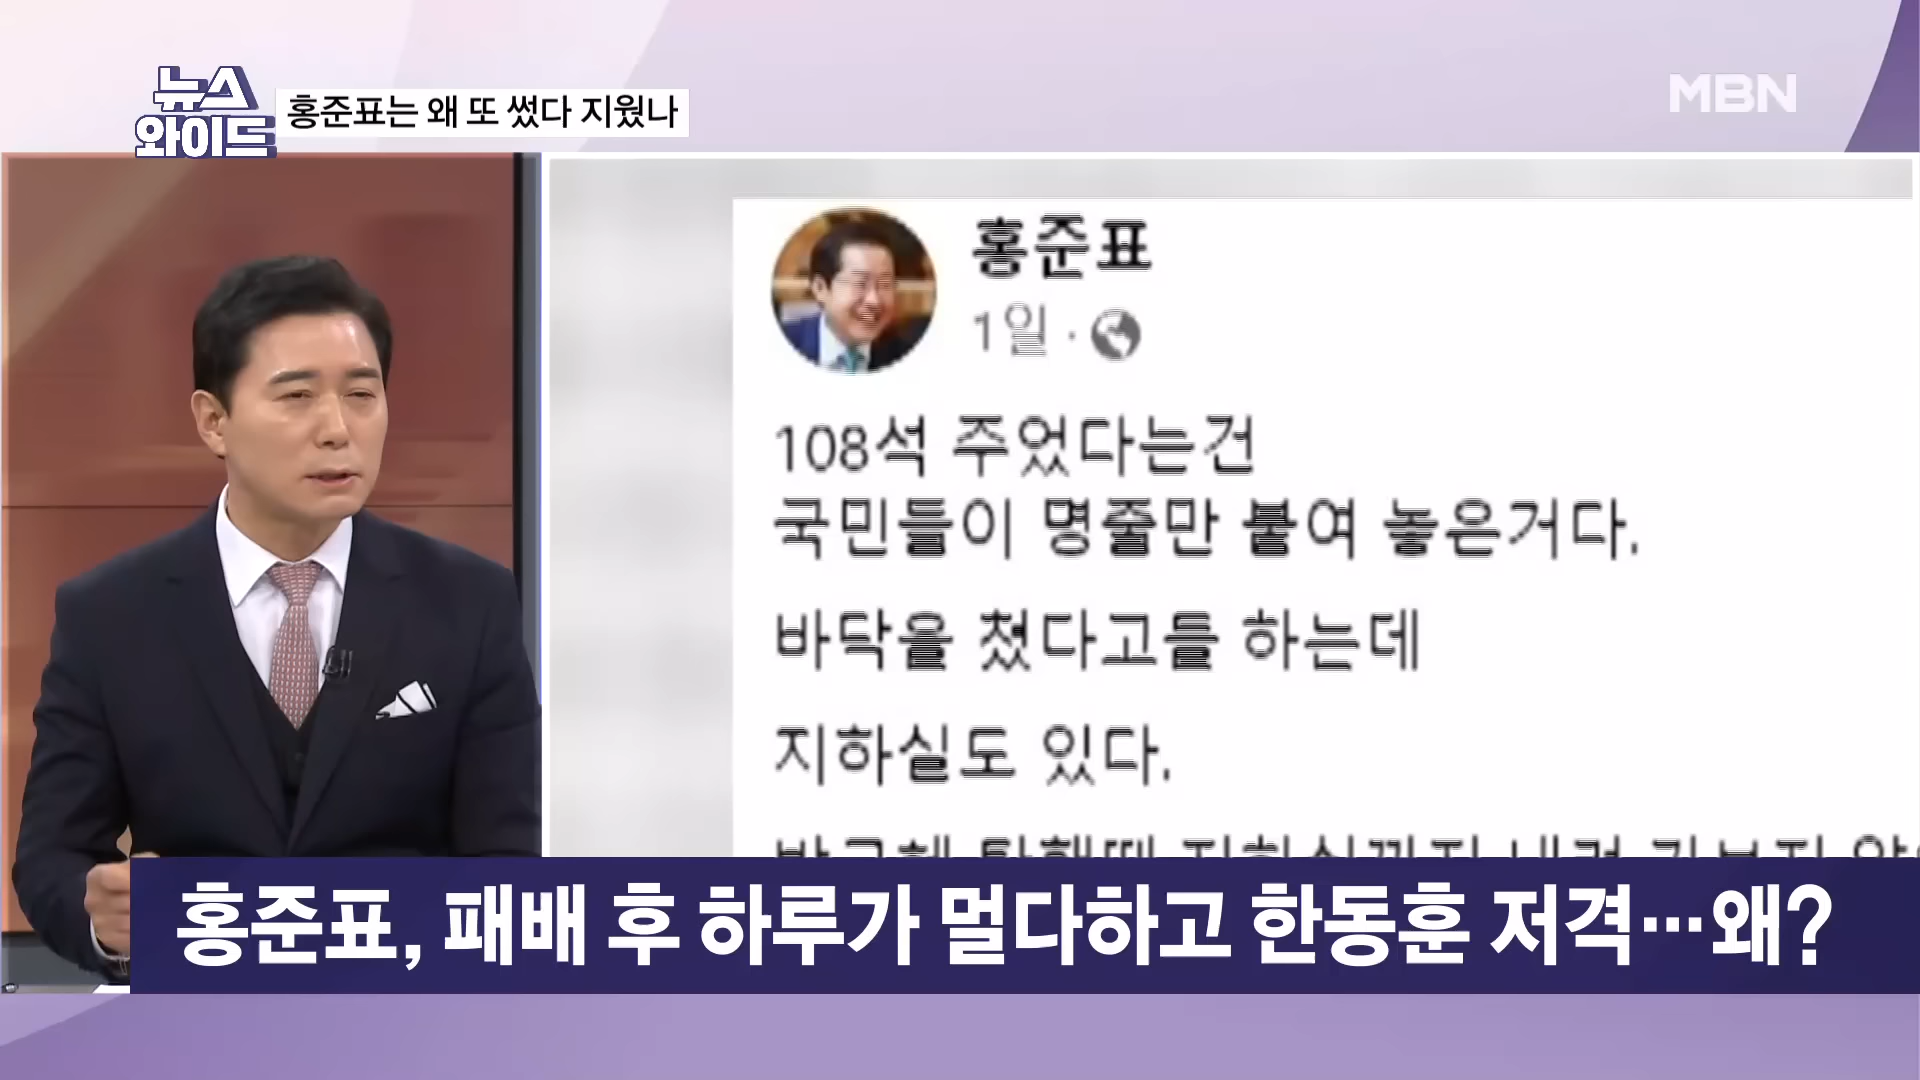 뉴스
와이드
홍준표는 왜 또 썼다 지웠나
MBN
홍준표
1일 ·
108석 주었다는건
국민들이 명줄만 붙여 놓은거다.
바닥을 쳤다고들 하는데
지하실도 있다.
홍준표, 패배 후 하루가 멀다하고 한동훈 저격…왜?